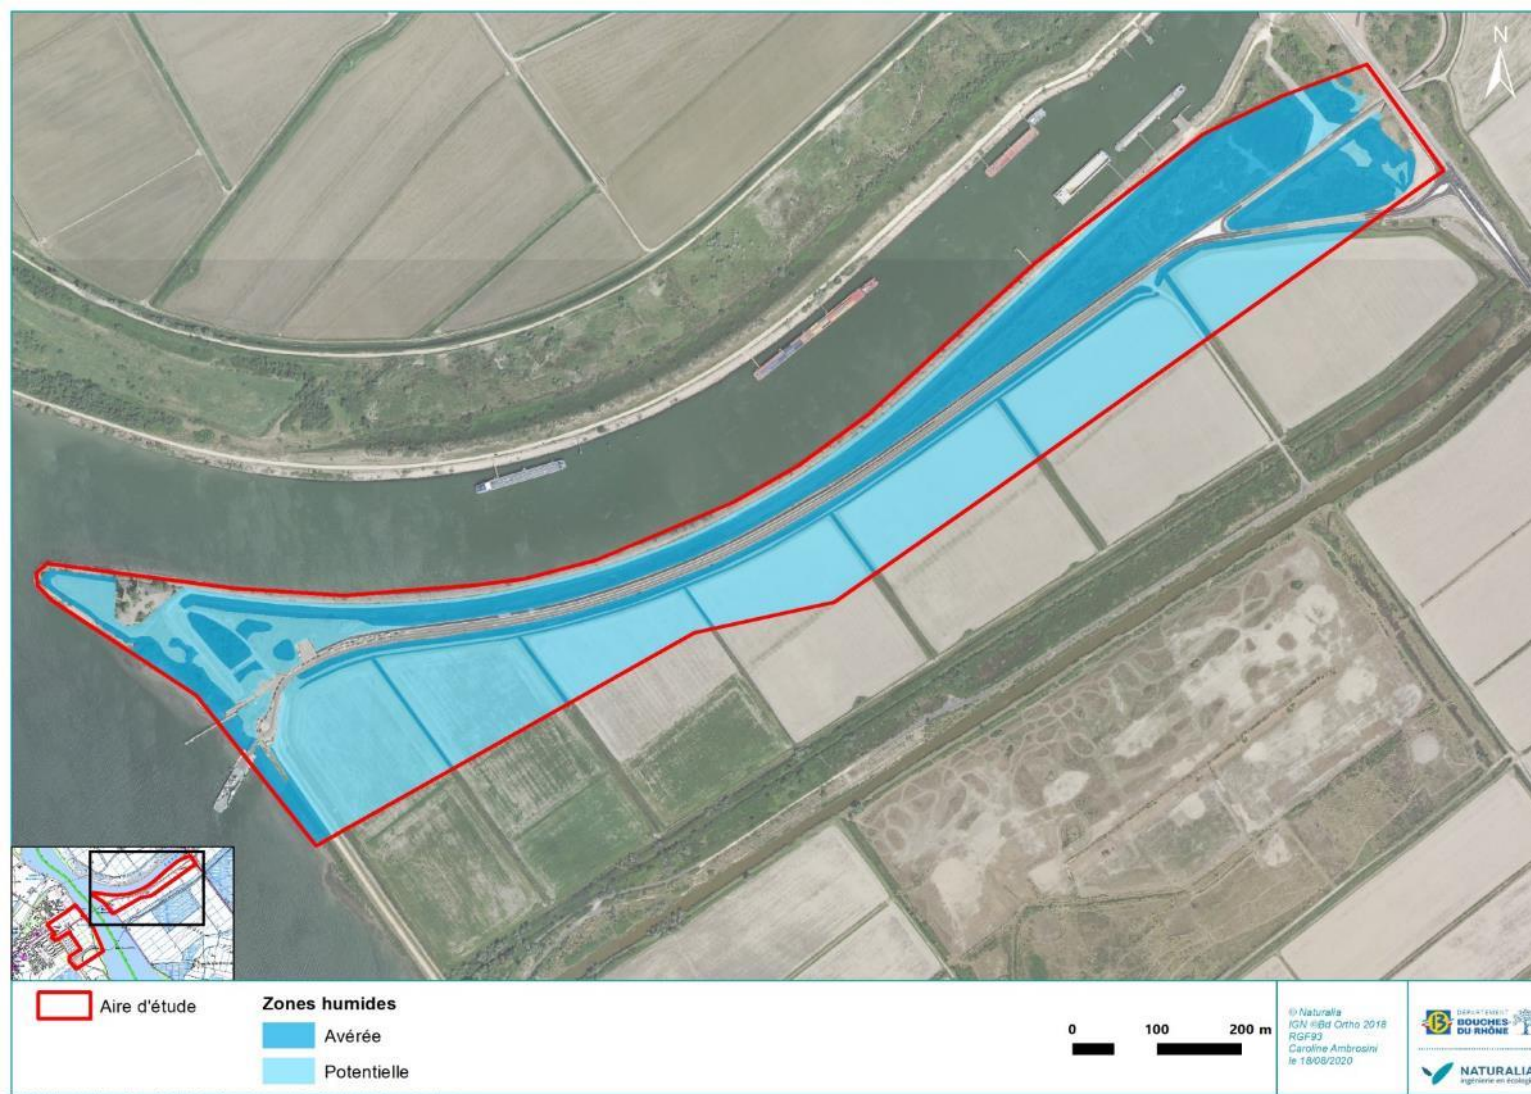 N
Aire d'étude
Zones humides
Avérée
Potentielle
0 100 200 m
© Naturalia
IGN ©Bd Ortho 2018
RGF93
Caroline Ambrosini
le 18/08/2020
DÉPARTEMENT
BOUCHES-
DU-RHÔNE
NATURALIA